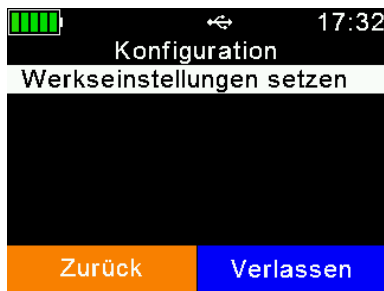 17:32
Konfiguration
Werkseinstellungen setzen
Zurück
Verlassen